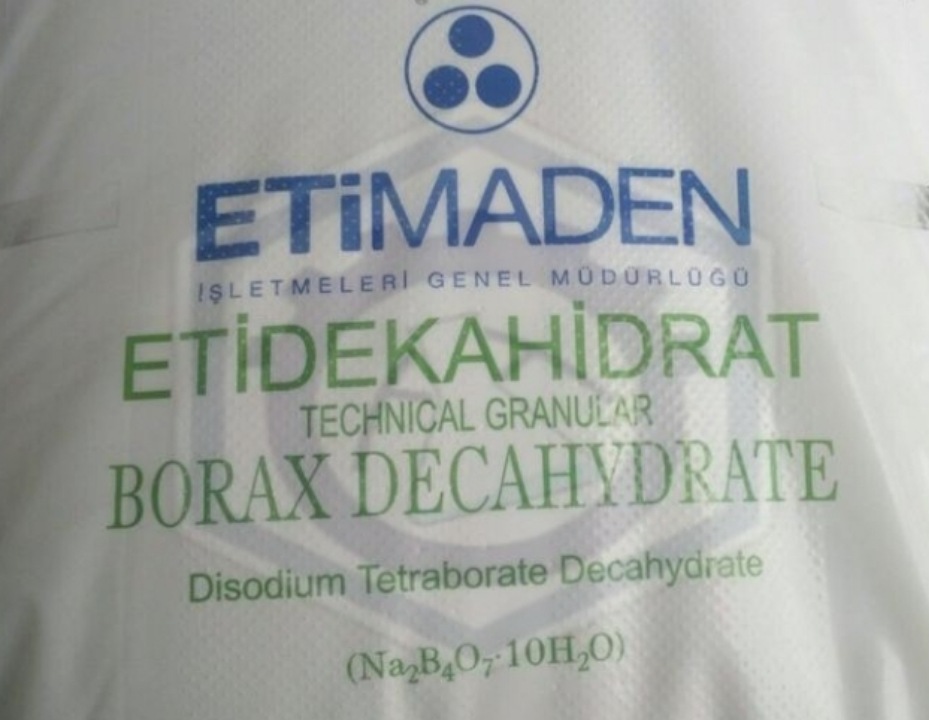 ETİMADEN
İŞLETMELERİ GENEL MÜDÜRLÜĞÜ
ETİDEKAHİDRAT
TECHNICAL GRANULAR
BORAX DECAHYDRATE
Disodium Tetraborate Decahydrate
(Na₂B₄O₇·10H₂O)